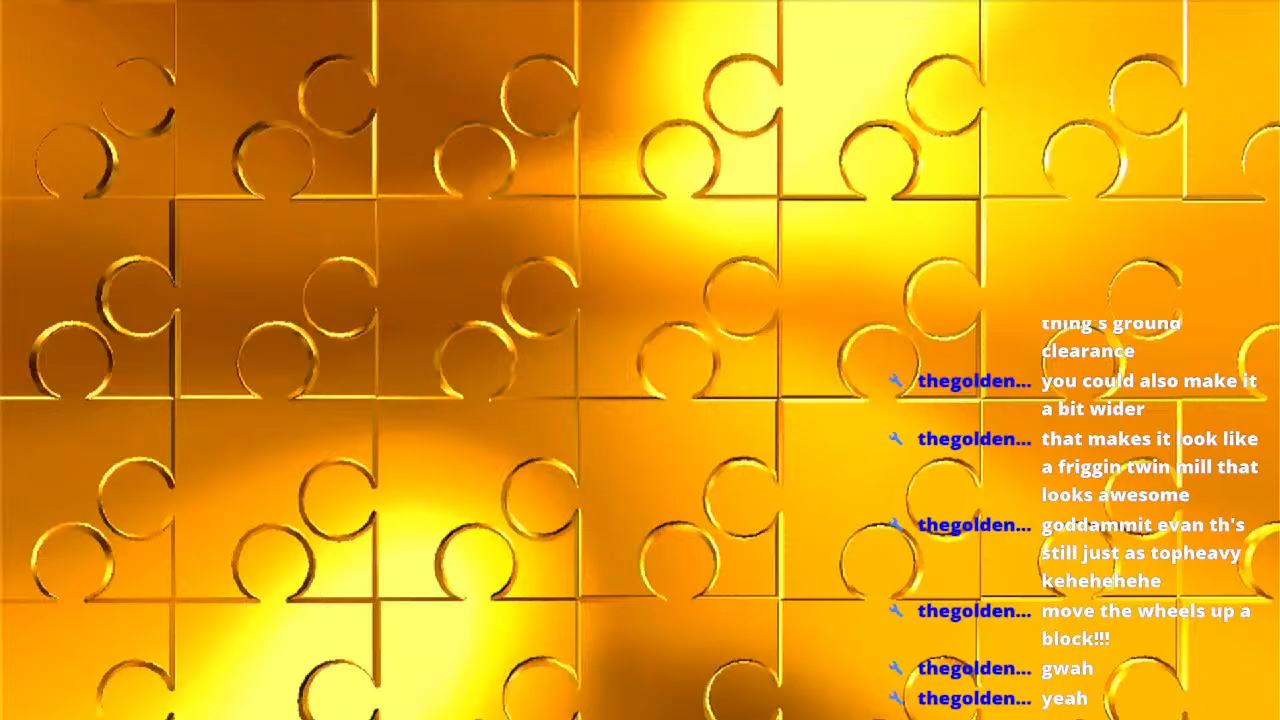 thing's ground
clearance
thegolden... you could also make it
a bit wider
thegolden... that makes it look like
a friggin twin mill that
looks awesome
thegolden... goddammit evan th's
still just as topheavy
kehehehehe
thegolden... move the wheels up a
block!!!
thegolden... gwah
thegolden... yeah